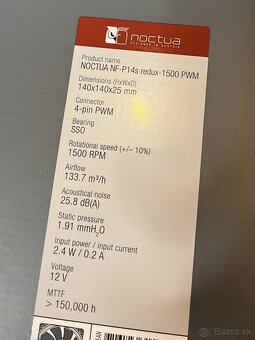 noctua
DESIGNED IN AUSTRIA
Product name
NOCTUA NF-P14s redux-1500 PWM
Dimensions (HxWxD)
140x140x25 mm
Connector
4-pin PWM
Bearing
SSO
Rotational speed (+/- 10%)
1500 RPM
Airflow
133.7 m³/h
Acoustical noise
25.8 dB(A)
Static pressure
1.91 mmH₂O
Input power / input current
2.4 W / 0.2 A
Voltage
12 V
MTTF
> 150,000 h
EAN
Bazos.sk